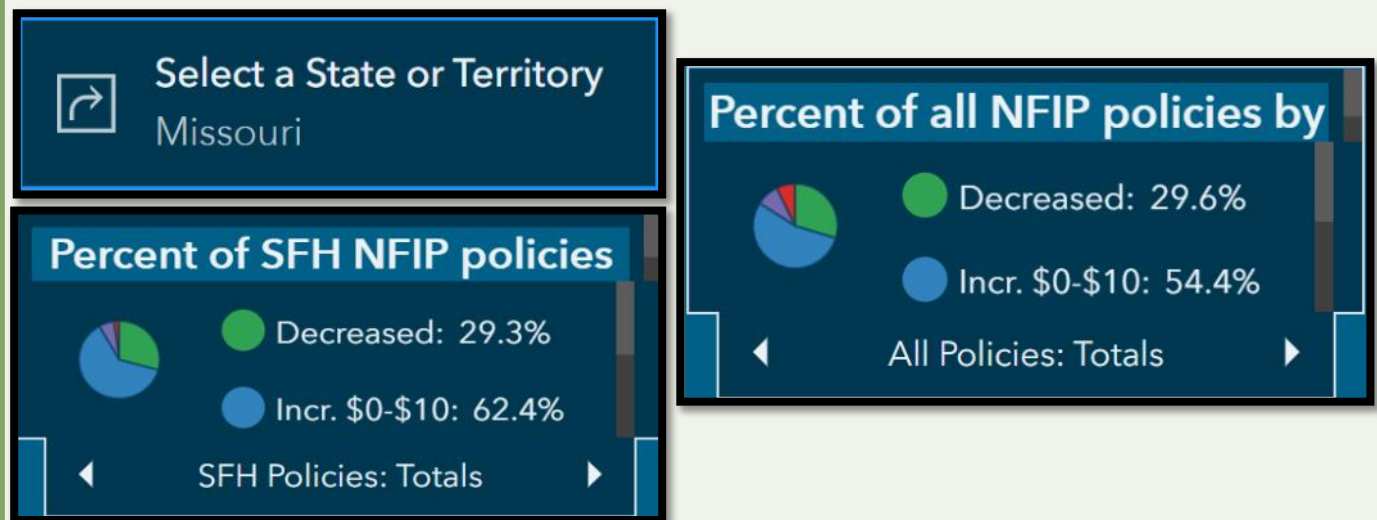 Select a State or Territory
Missouri
Percent of SFH NFIP policies
Decreased: 29.3%
Incr. $0-$10: 62.4%
SFH Policies: Totals
Percent of all NFIP policies by
Decreased: 29.6%
Incr. $0-$10: 54.4%
All Policies: Totals